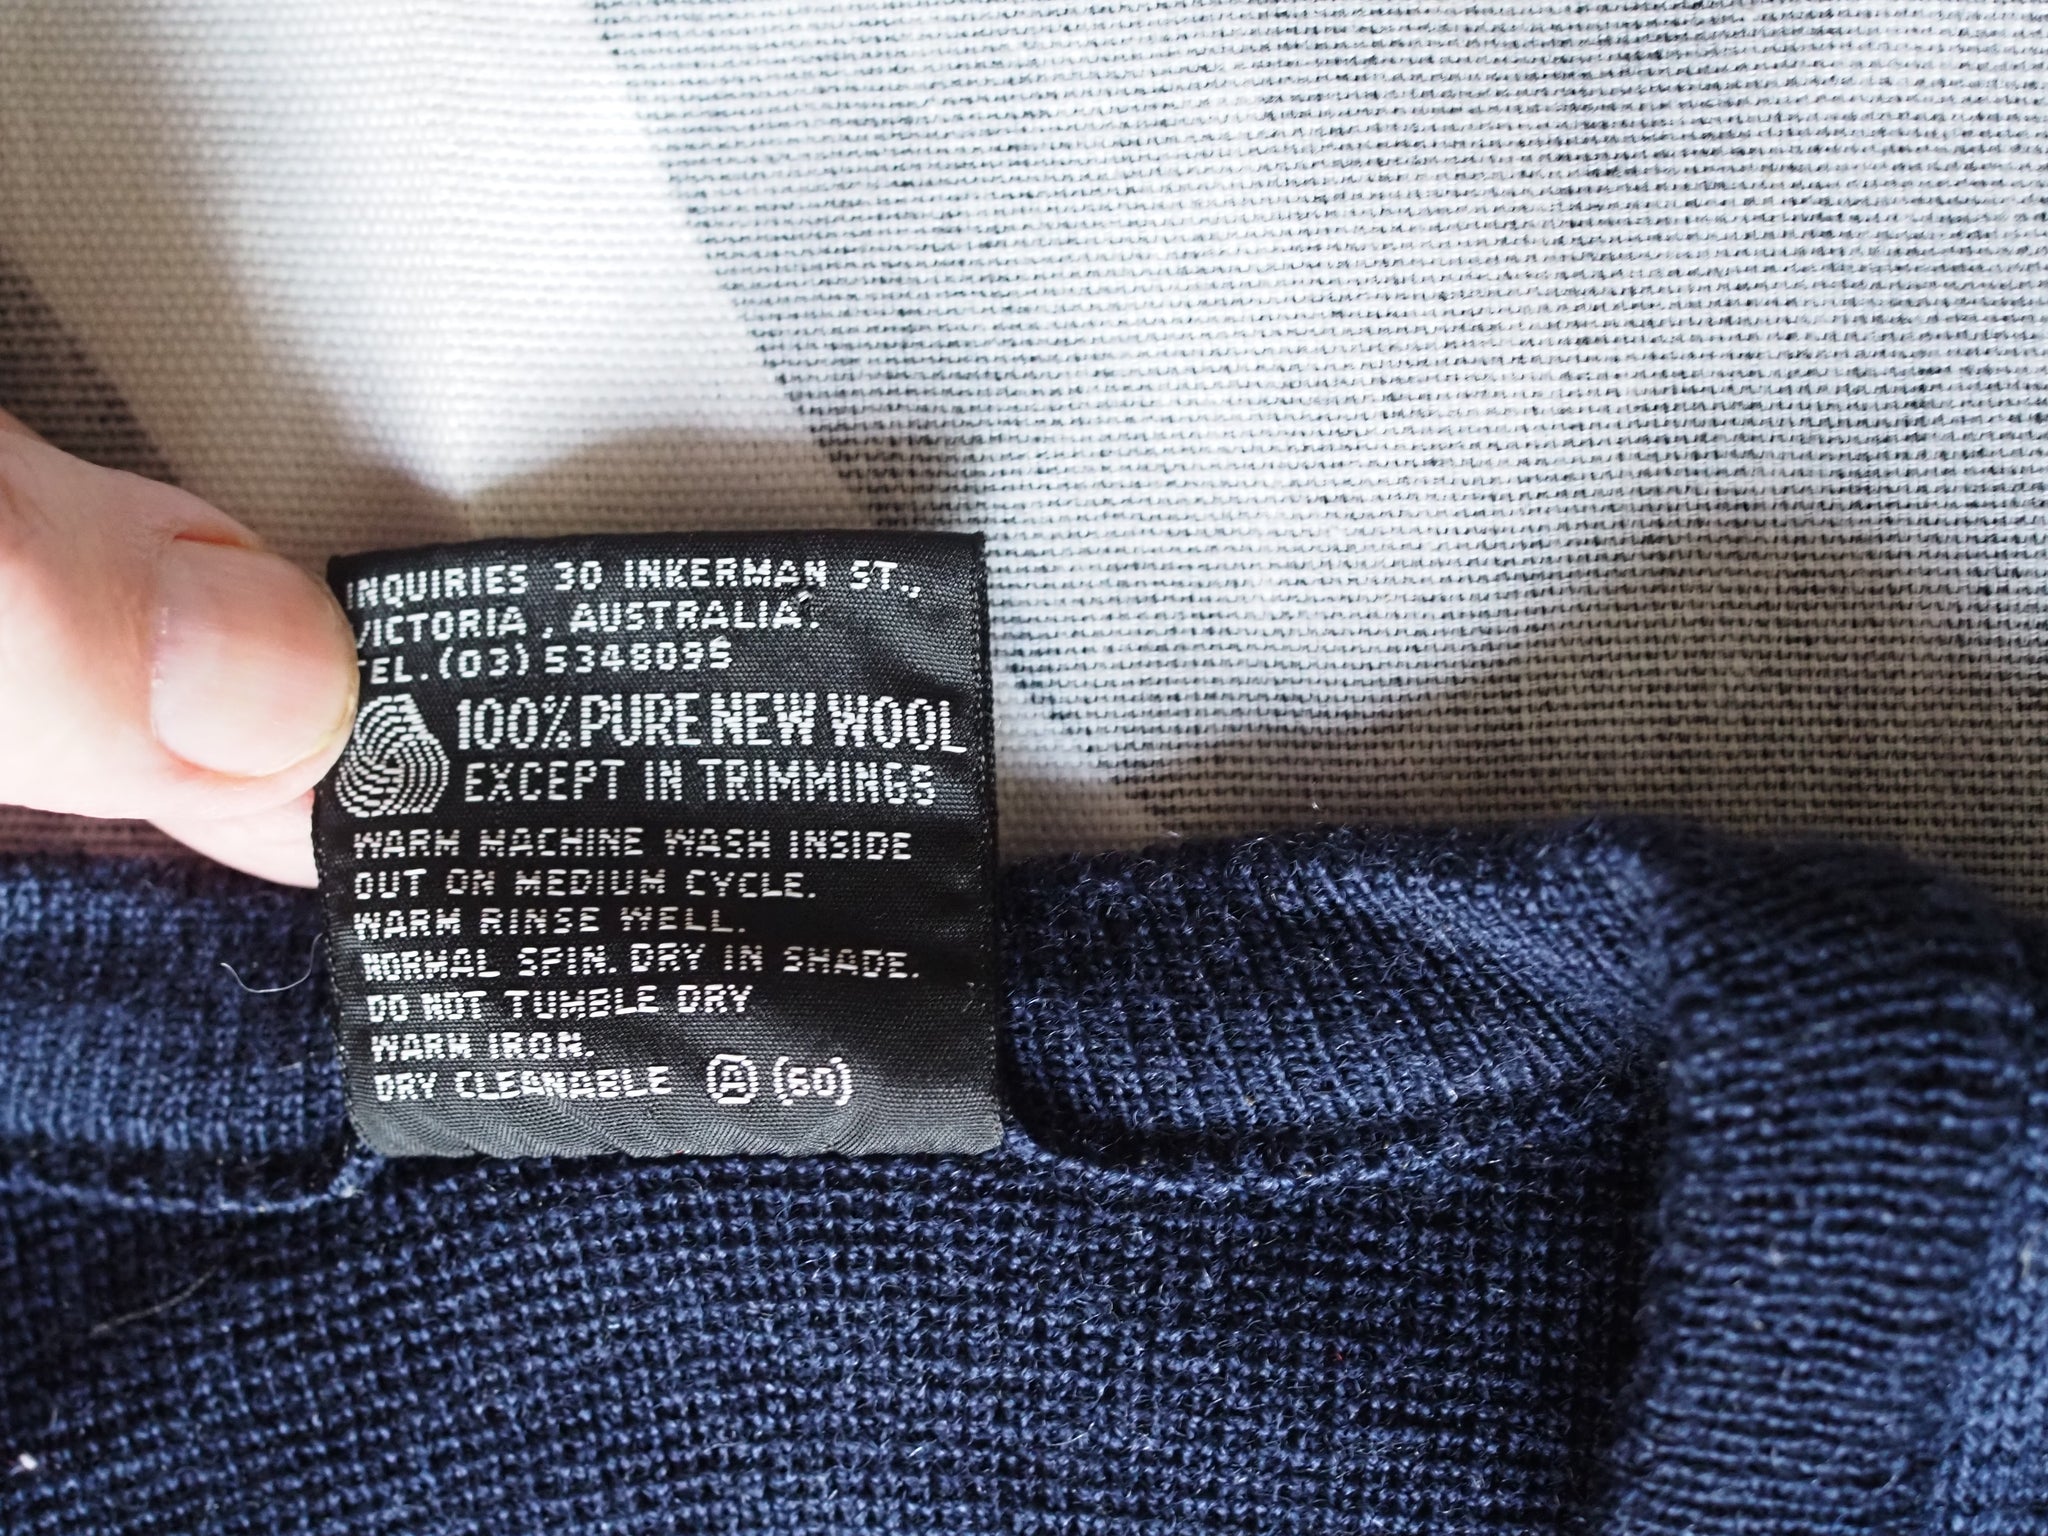 INQUIRIES 30 INKERMAN ST.,
VICTORIA, AUSTRALIA.
TEL. (03) 5348095
100% PURE NEW WOOL
EXCEPT IN TRIMMINGS
WARM MACHINE WASH INSIDE
OUT ON MEDIUM CYCLE.
WARM RINSE WELL.
NORMAL SPIN. DRY IN SHADE.
DO NOT TUMBLE DRY
WARM IRON.
DRY CLEANABLE Ⓐ (60)